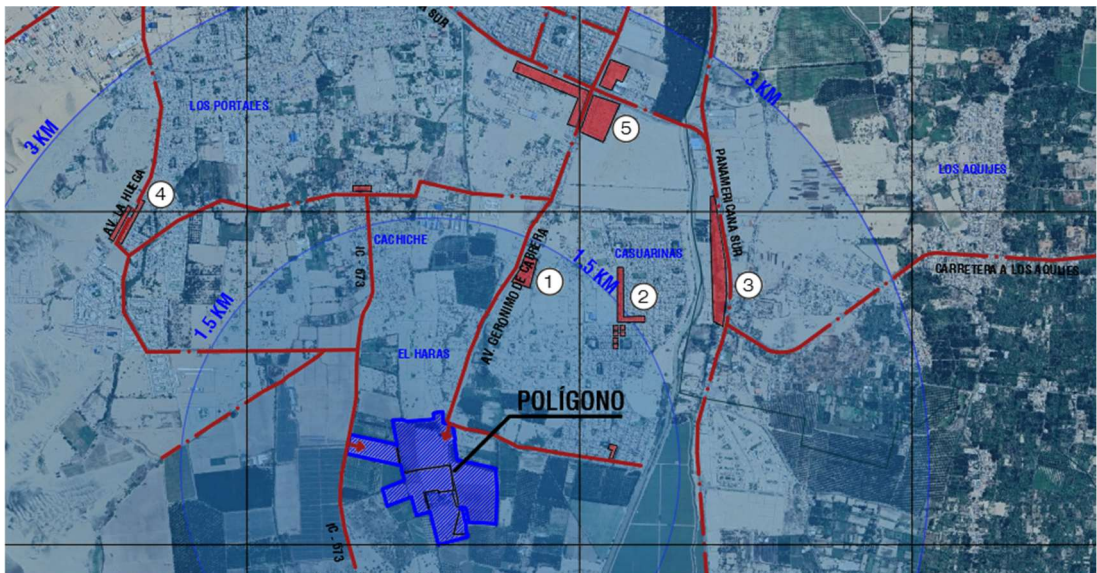 A SUR
LOS PORTALES
3 KM
3 KM
5
PANAMERICANA SUR
LOS AQUIJES
AV. LA HUEGA
4
CACHICHE
IC 673
AV. GERONIMO DE CABRERA
1
1.5 KM
CASUARINAS
2
3
CARRETERA A LOS AQUIJES
1.5 KM
EL HARAS
POLÍGONO
IC - 673